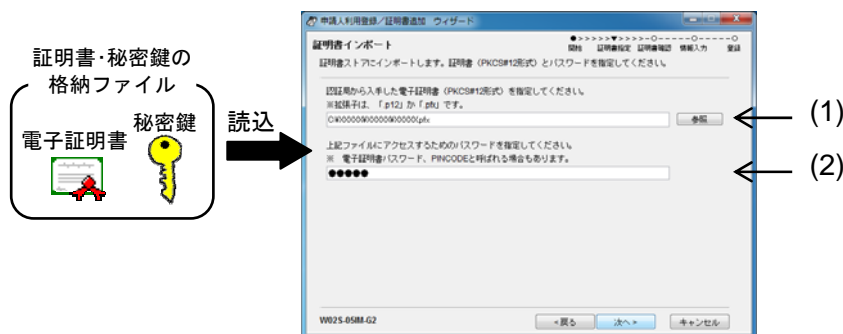 証明書･秘密鍵の
格納ファイル
電子証明書
秘密鍵
読込
申請人利用登録／証明書追加 ウィザード
証明書インポート
●>>>>>▼>>>>-○-----○-----○
開始 証明書指定 証明書確認 情報入力 登録
証明書ストアにインポートします。証明書（PKCS#12形式）とパスワードを指定してください。
認証局から入手した電子証明書（PKCS#12形式）を指定してください。
※拡張子は、「.p12」か「.pfx」です。
C:¥00000¥00000¥00000.pfx
参照
(1)
上記ファイルにアクセスするためのパスワードを指定してください。
※ 電子証明書パスワード、PINCODEと呼ばれる場合もあります。
●●●●●
(2)
W02S-05IM-G2
<戻る
次へ>
キャンセル